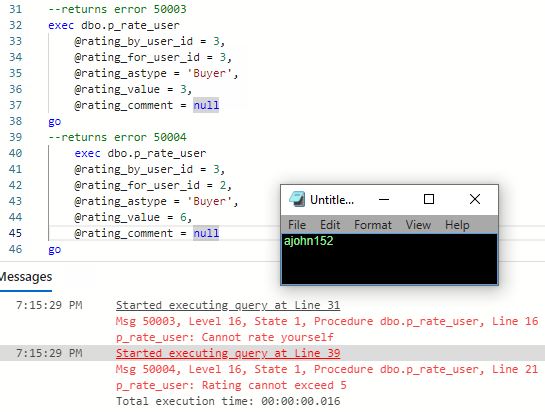 31 --returns error 50003
32 exec dbo.p_rate_user
33 @rating_by_user_id = 3,
34 @rating_for_user_id = 3,
35 @rating_astype = 'Buyer',
36 @rating_value = 3,
37 @rating_comment = null
38 go
39 --returns error 50004
40 exec dbo.p_rate_user
41 @rating_by_user_id = 3,
42 @rating_for_user_id = 2,
43 @rating_astype = 'Buyer',
44 @rating_value = 6,
45 @rating_comment = null
46 go
Untitle...
File Edit Format View Help
ajohn152
Messages
7:15:29 PM Started executing query at Line 31
Msg 50003, Level 16, State 1, Procedure dbo.p_rate_user, Line 16
p_rate_user: Cannot rate yourself
7:15:29 PM Started executing query at Line 39
Msg 50004, Level 16, State 1, Procedure dbo.p_rate_user, Line 21
p_rate_user: Rating cannot exceed 5
Total execution time: 00:00:00.016